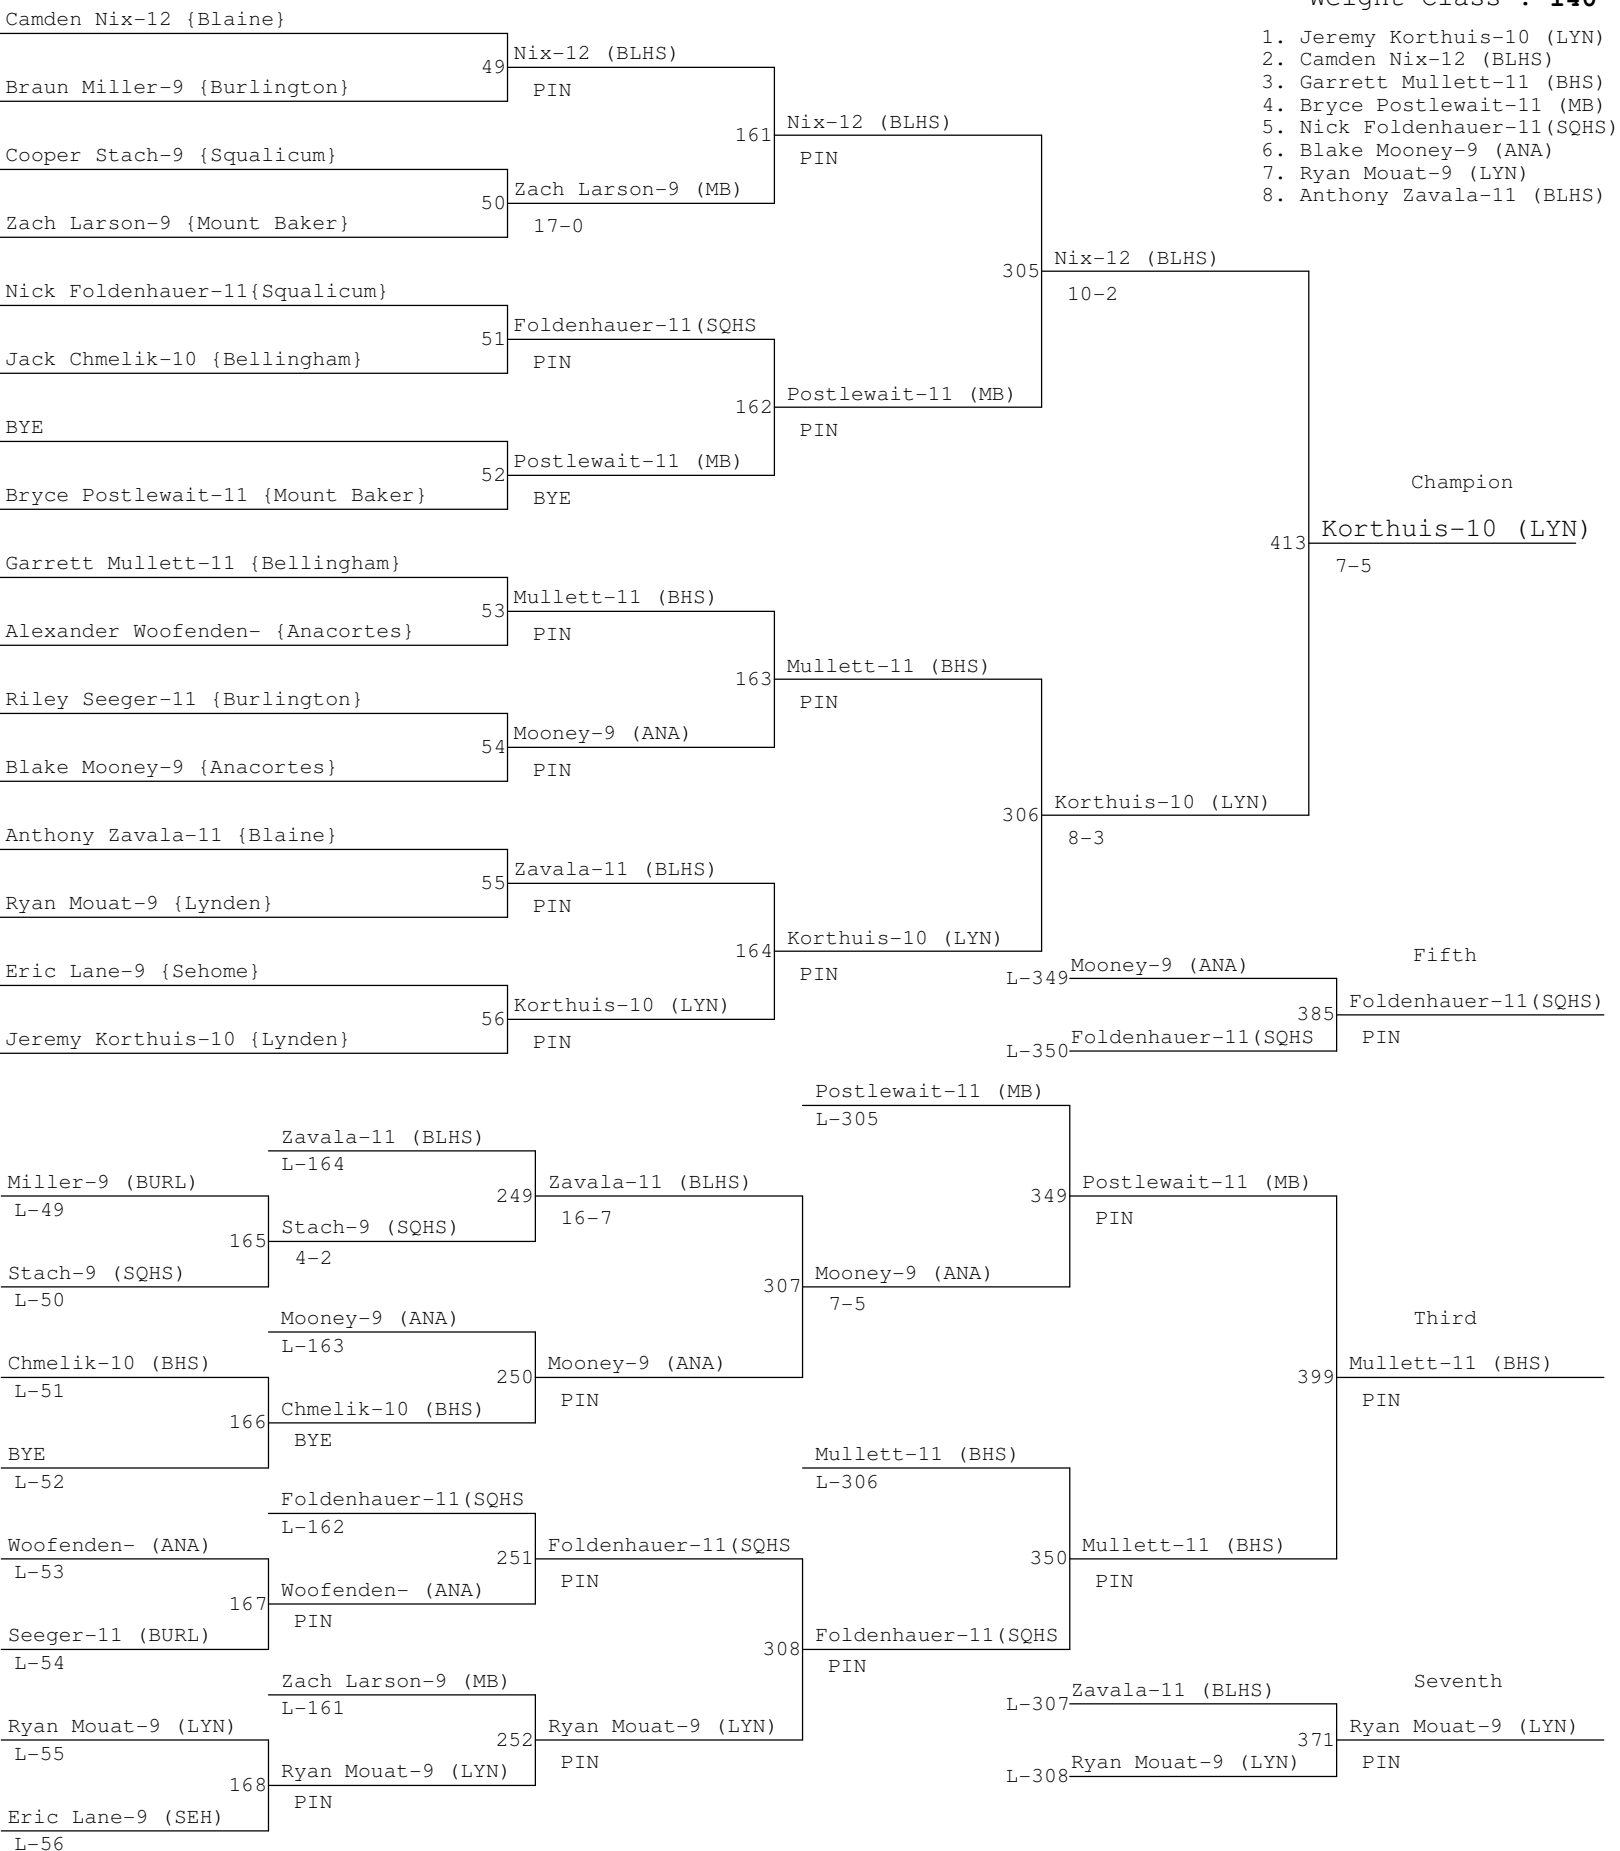 Weight Class : 140
1. Jeremy Korthuis-10 (LYN)
2. Camden Nix-12 (BLHS)
3. Garrett Mullett-11 (BHS)
4. Bryce Postlewait-11 (MB)
5. Nick Foldenhauer-11(SQHS)
6. Blake Mooney-9 (ANA)
7. Ryan Mouat-9 (LYN)
8. Anthony Zavala-11 (BLHS)
Camden Nix-12 {Blaine}
49
Braun Miller-9 {Burlington}
Cooper Stach-9 {Squalicum}
50
Zach Larson-9 {Mount Baker}
Nick Foldenhauer-11{Squalicum}
51
Jack Chmelik-10 {Bellingham}
BYE
52
Bryce Postlewait-11 {Mount Baker}
Garrett Mullett-11 {Bellingham}
53
Alexander Woofenden- {Anacortes}
Riley Seeger-11 {Burlington}
54
Blake Mooney-9 {Anacortes}
Anthony Zavala-11 {Blaine}
55
Ryan Mouat-9 {Lynden}
Eric Lane-9 {Sehome}
56
Jeremy Korthuis-10 {Lynden}
Nix-12 (BLHS)
PIN
161
Zach Larson-9 (MB)
17-0
Foldenhauer-11(SQHS
PIN
162
Postlewait-11 (MB)
BYE
Mullett-11 (BHS)
PIN
163
Mooney-9 (ANA)
PIN
Zavala-11 (BLHS)
PIN
164
Korthuis-10 (LYN)
PIN
Nix-12 (BLHS)
PIN
305
Postlewait-11 (MB)
PIN
Mullett-11 (BHS)
PIN
306
Korthuis-10 (LYN)
PIN
Nix-12 (BLHS)
10-2
413
Korthuis-10 (LYN)
8-3
Champion
Korthuis-10 (LYN)
7-5
Fifth
L-349
Mooney-9 (ANA)
385
L-350
Foldenhauer-11(SQHS
Foldenhauer-11(SQHS)
PIN
Miller-9 (BURL)
L-49
165
Stach-9 (SQHS)
L-50
Chmelik-10 (BHS)
L-51
166
BYE
L-52
Woofenden- (ANA)
L-53
167
Seeger-11 (BURL)
L-54
Ryan Mouat-9 (LYN)
L-55
168
Eric Lane-9 (SEH)
L-56
Zavala-11 (BLHS)
L-164
249
Stach-9 (SQHS)
4-2
Mooney-9 (ANA)
L-163
250
Chmelik-10 (BHS)
BYE
Foldenhauer-11(SQHS
L-162
251
Woofenden- (ANA)
PIN
Zach Larson-9 (MB)
L-161
252
Ryan Mouat-9 (LYN)
PIN
Zavala-11 (BLHS)
16-7
307
Mooney-9 (ANA)
PIN
Foldenhauer-11(SQHS
PIN
308
Ryan Mouat-9 (LYN)
PIN
Postlewait-11 (MB)
L-305
349
Mooney-9 (ANA)
7-5
Mullett-11 (BHS)
L-306
350
Foldenhauer-11(SQHS
PIN
Postlewait-11 (MB)
PIN
399
Mullett-11 (BHS)
PIN
Third
Mullett-11 (BHS)
PIN
Seventh
L-307
Zavala-11 (BLHS)
371
L-308
Ryan Mouat-9 (LYN)
Ryan Mouat-9 (LYN)
PIN